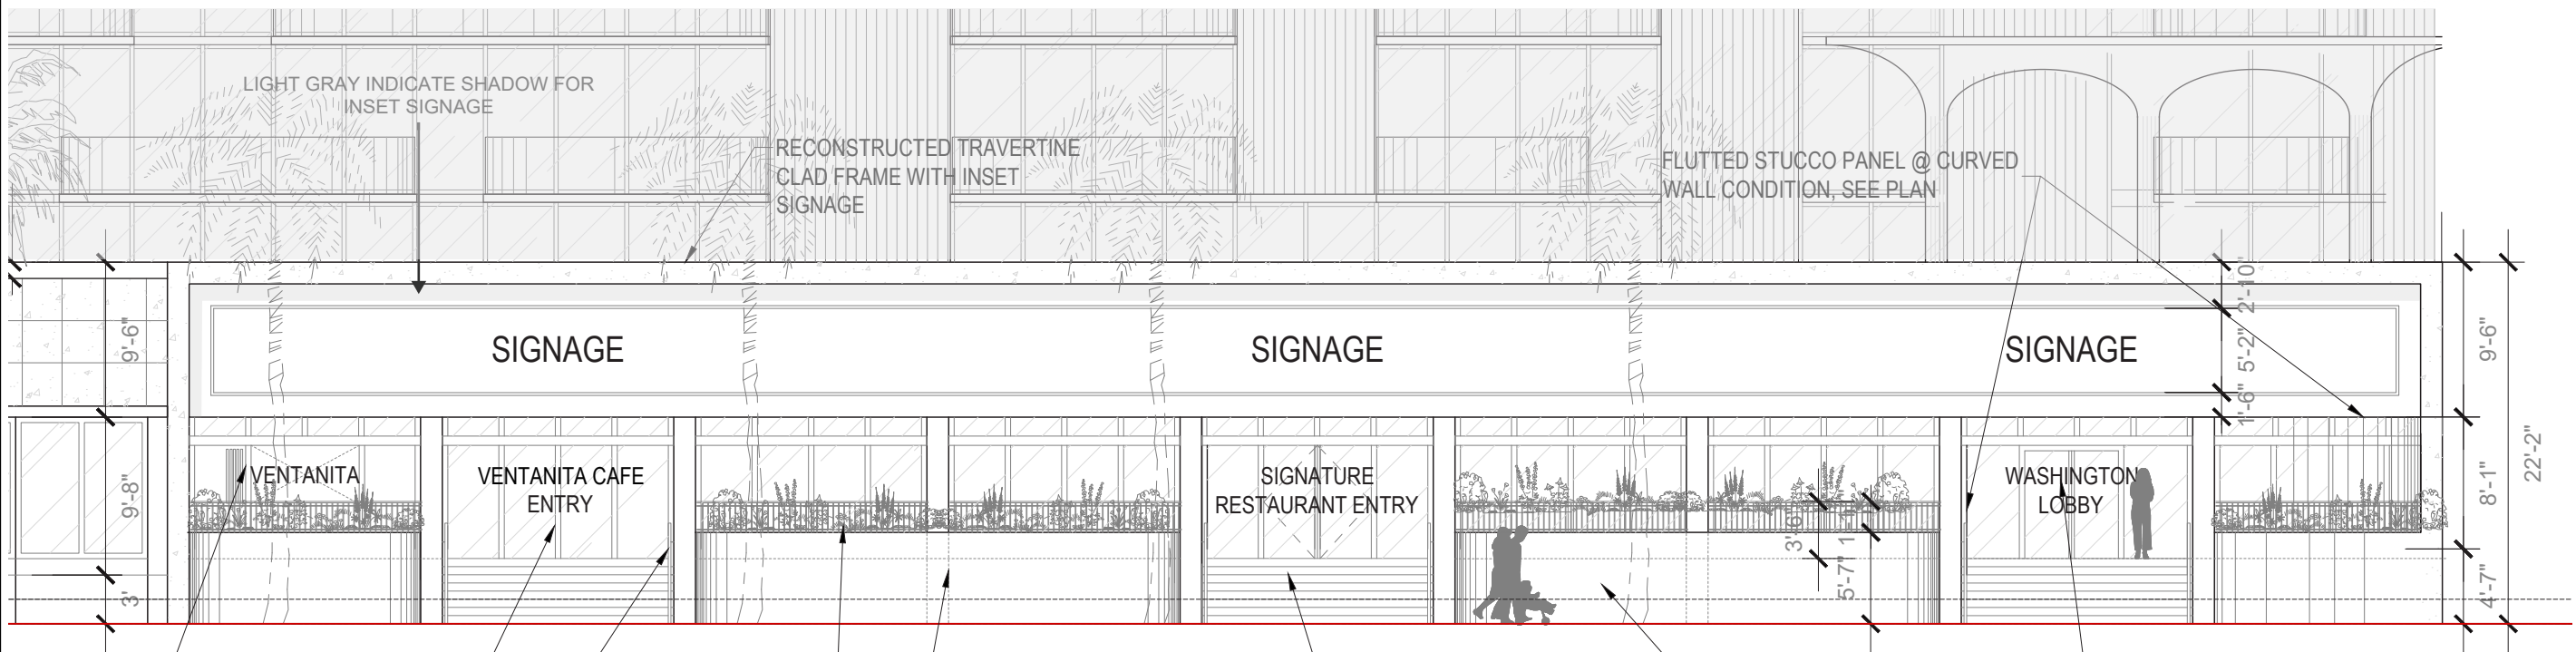 LIGHT GRAY INDICATE SHADOW FOR
INSET SIGNAGE
RECONSTRUCTED TRAVERTINE
CLAD FRAME WITH INSET
SIGNAGE
FLUTTED STUCCO PANEL @ CURVED
WALL CONDITION, SEE PLAN
2'-10"
9'-6"
SIGNAGE
SIGNAGE
SIGNAGE
5'-2"
9'-6"
1'-6"
22'-2"
9'-8"
VENTANITA
VENTANITA CAFE
ENTRY
SIGNATURE
RESTAURANT ENTRY
WASHINGTON
LOBBY
8'-1"
3'-6"
3'
5'-7"
4'-7"